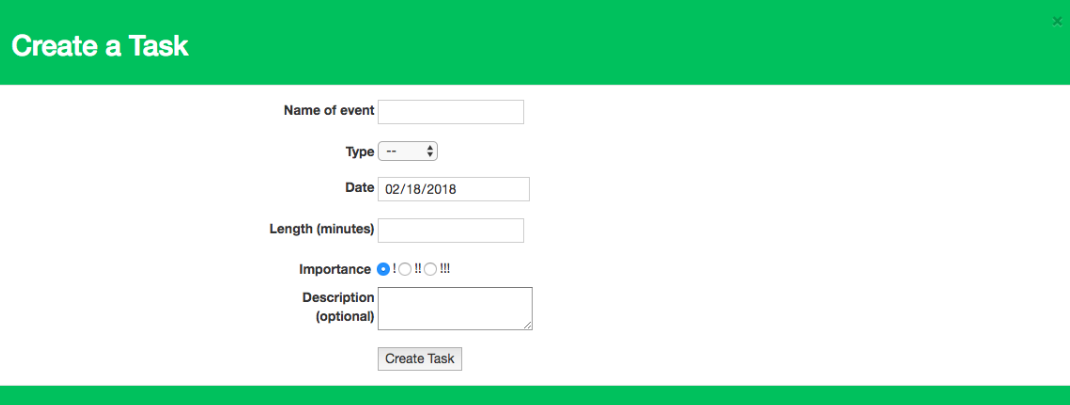 ×
Create a Task
Name of event
Type --
Date 02/18/2018
Length (minutes)
Importance ! !! !!!
Description
(optional)
Create Task